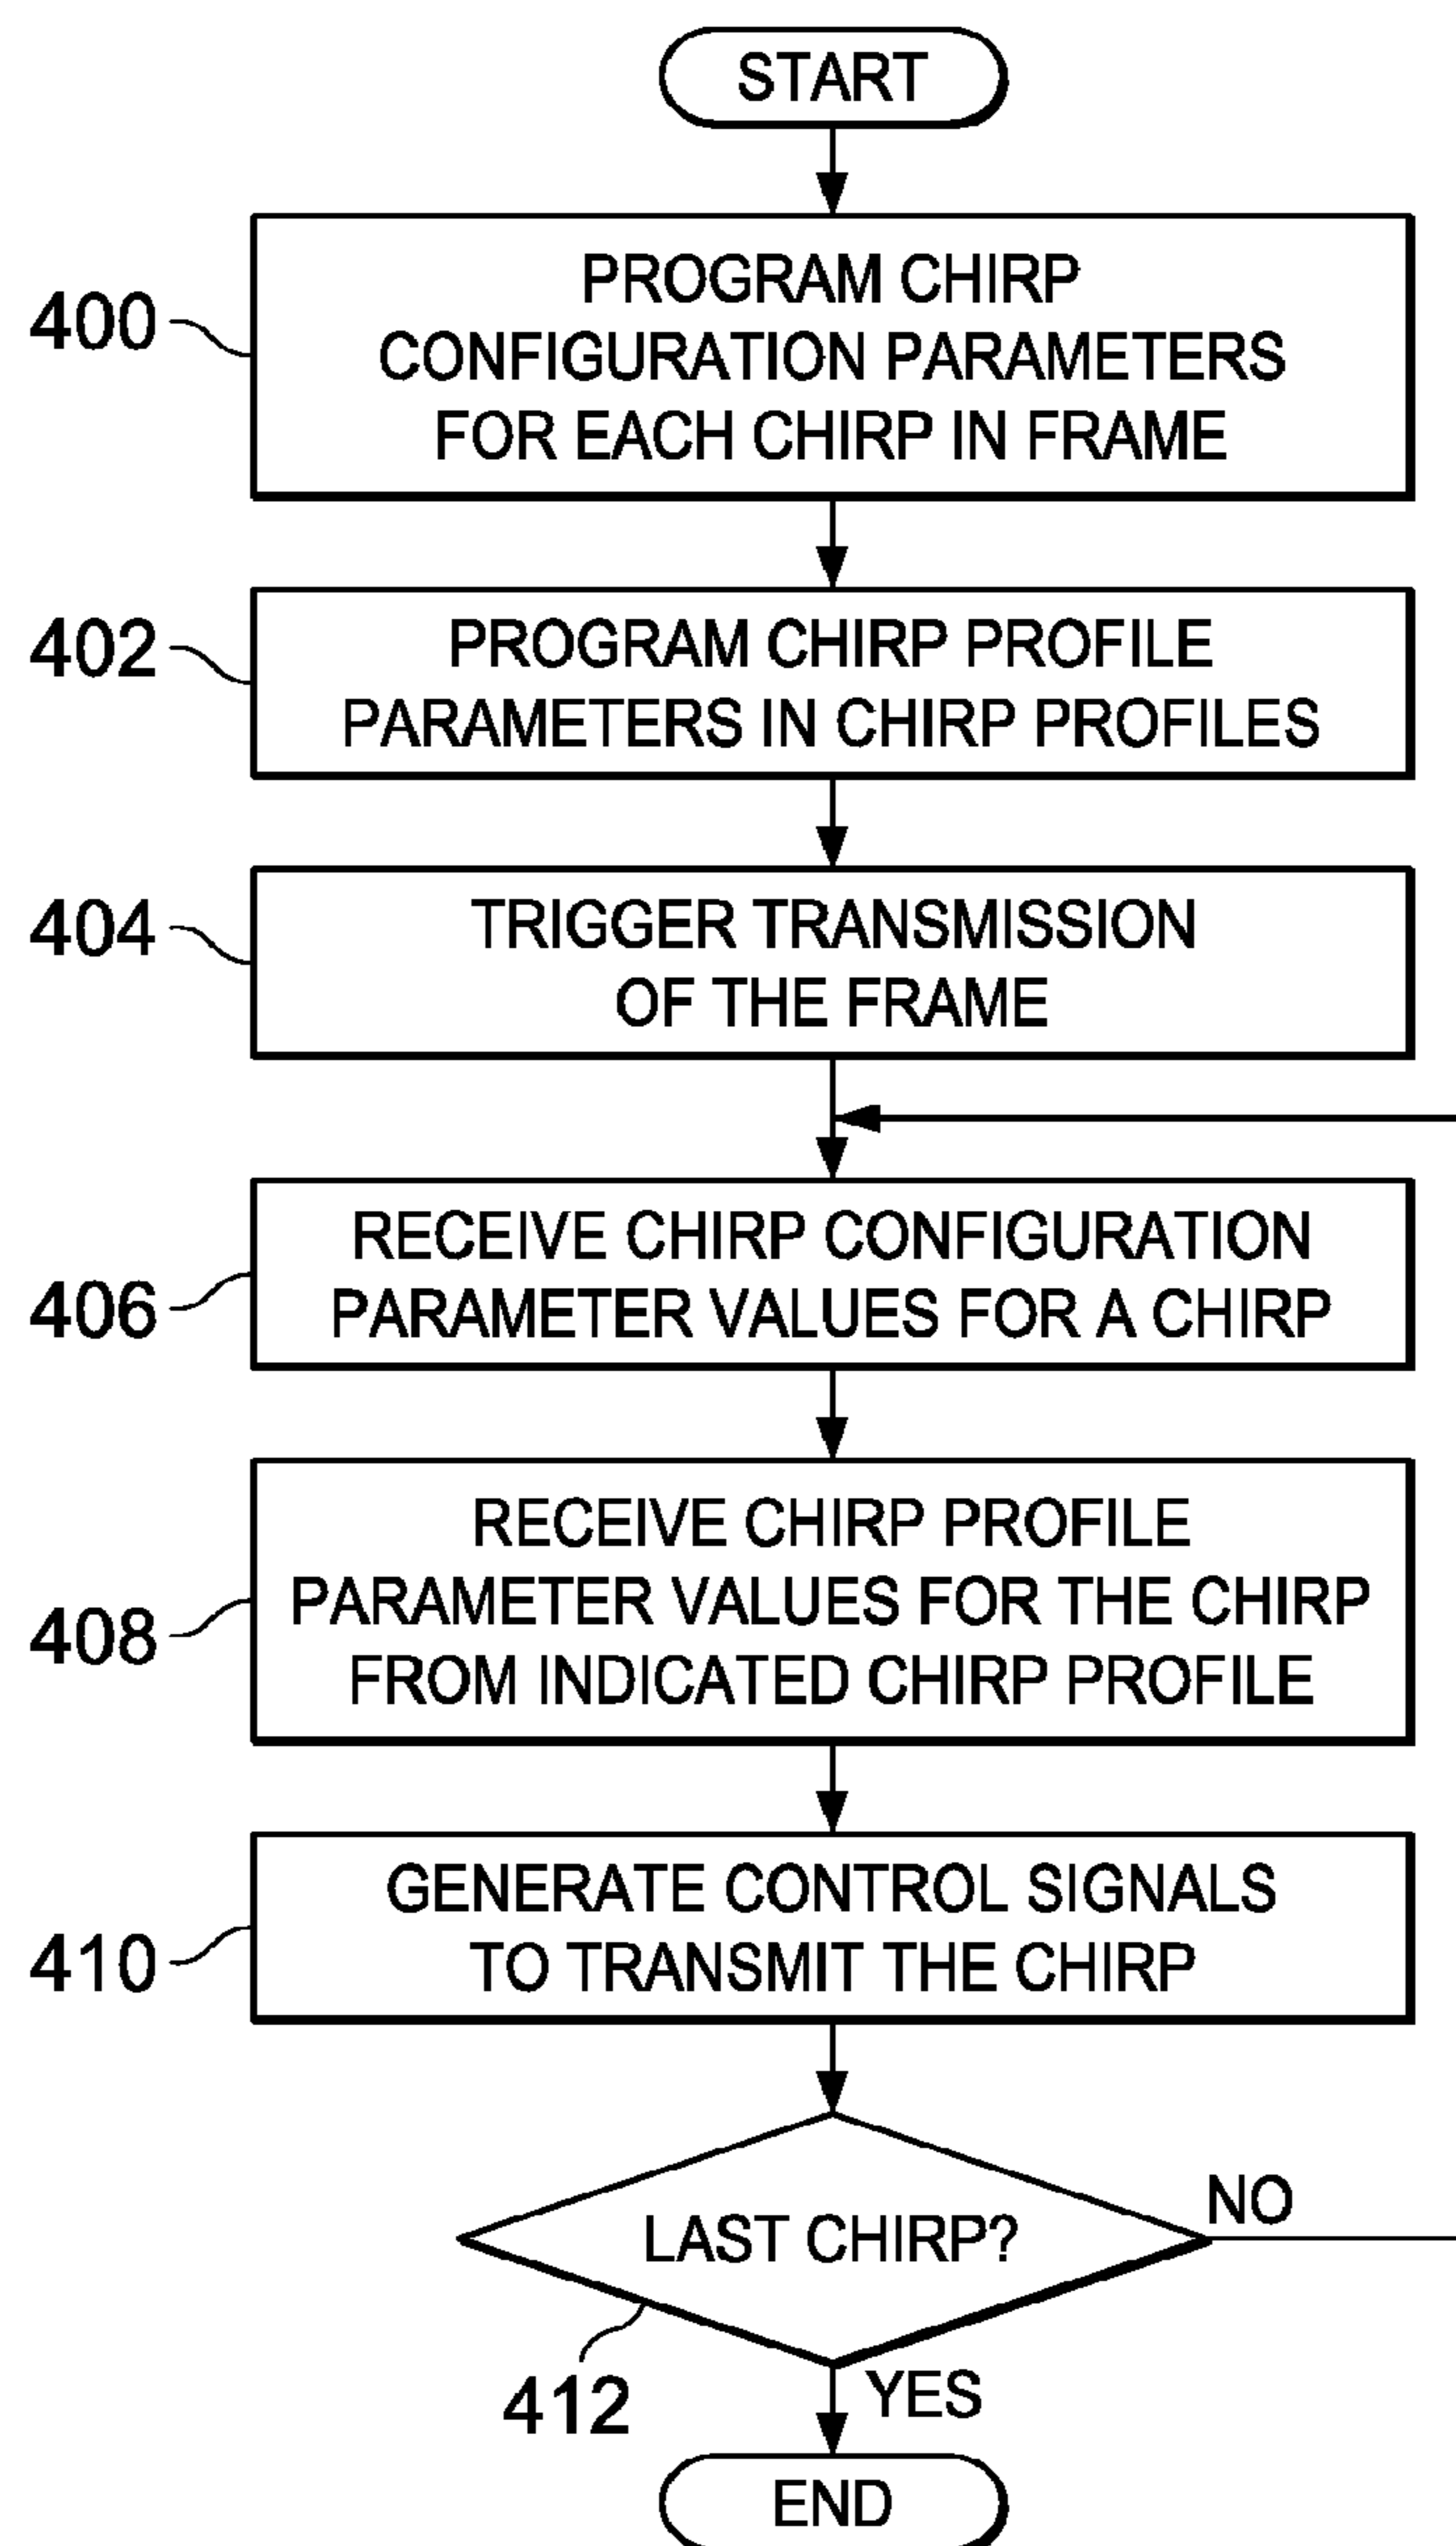 START
400
PROGRAM CHIRP
CONFIGURATION PARAMETERS
FOR EACH CHIRP IN FRAME
402
PROGRAM CHIRP PROFILE
PARAMETERS IN CHIRP PROFILES
404
TRIGGER TRANSMISSION
OF THE FRAME
406
RECEIVE CHIRP CONFIGURATION
PARAMETER VALUES FOR A CHIRP
408
RECEIVE CHIRP PROFILE
PARAMETER VALUES FOR THE CHIRP
FROM INDICATED CHIRP PROFILE
410
GENERATE CONTROL SIGNALS
TO TRANSMIT THE CHIRP
LAST CHIRP?
NO
412
YES
END